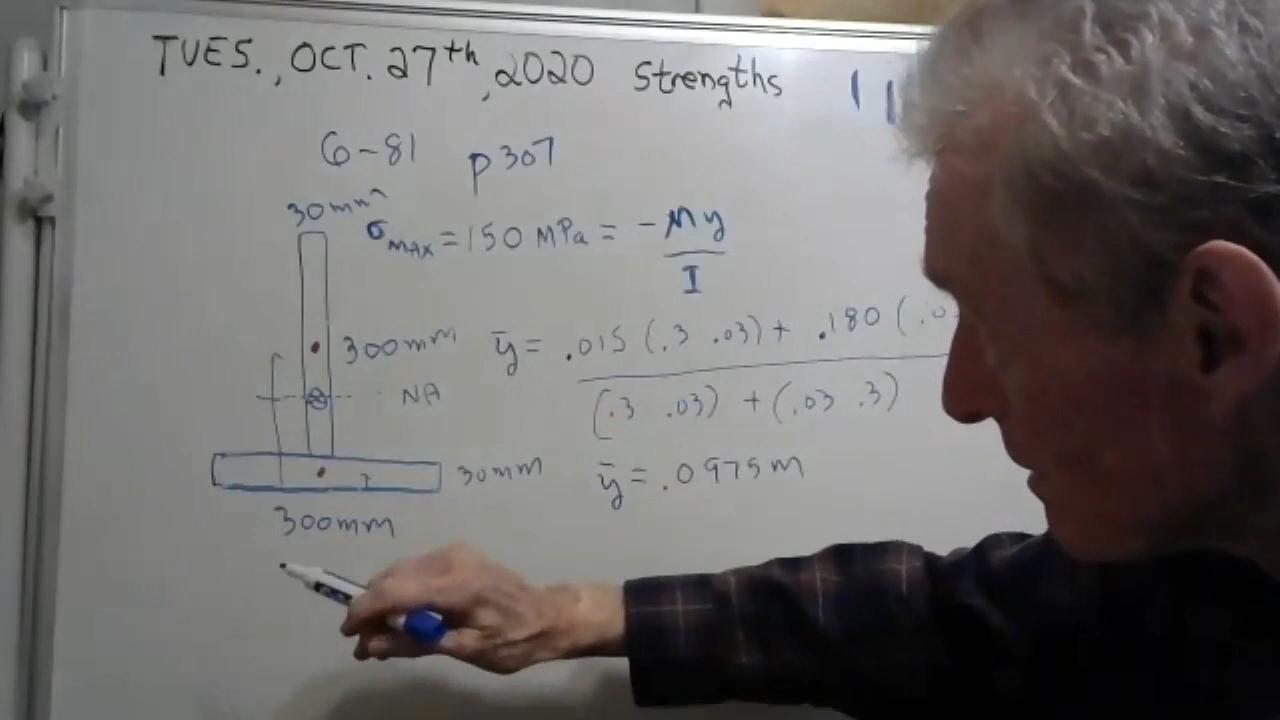 TUES., OCT. 27th, 2020 Strengths
6-81 p307
30mm
σMAX = 150 MPa = -My
I
300mm
ȳ = .015 (.3 .03) + .180 (.0
(.3 .03) + (.03 .3)
NA
30mm
ȳ = .0975m
300mm